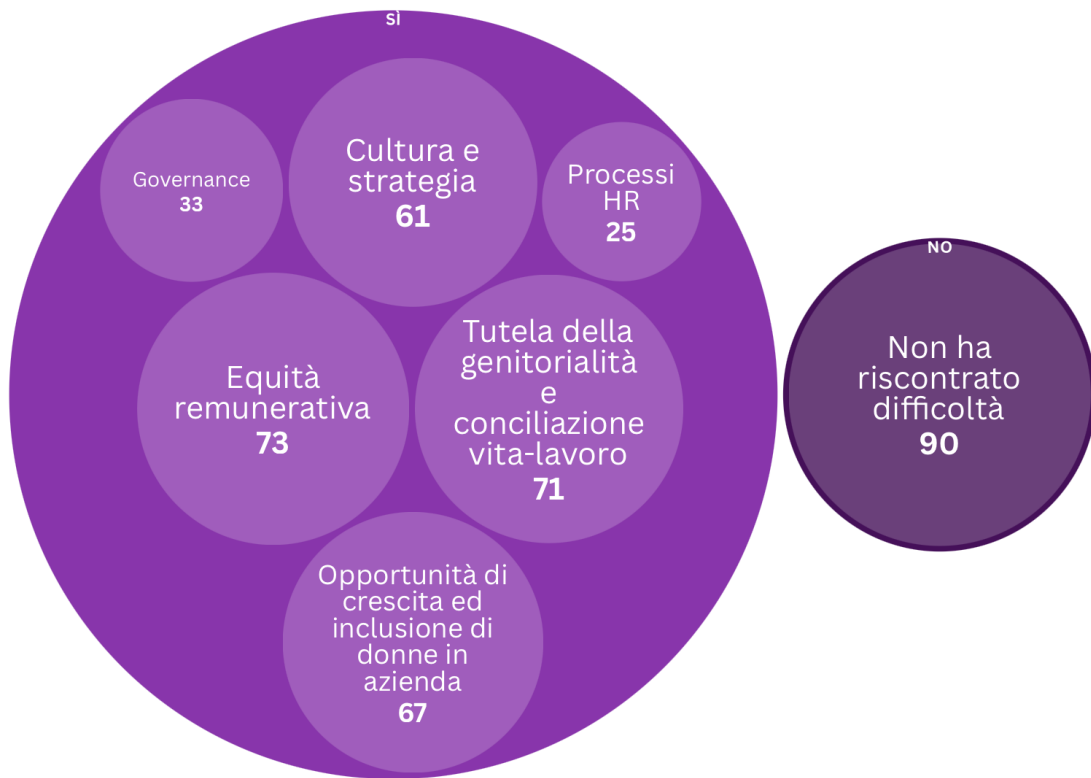 SÌ
Governance
33
Cultura e
strategia
61
Processi
HR
25
Equità
remunerativa
73
Tutela della
genitorialità
e
conciliazione
vita-lavoro
71
Opportunità di
crescita ed
inclusione di
donne in
azienda
67
NO
Non ha
riscontrato
difficoltà
90